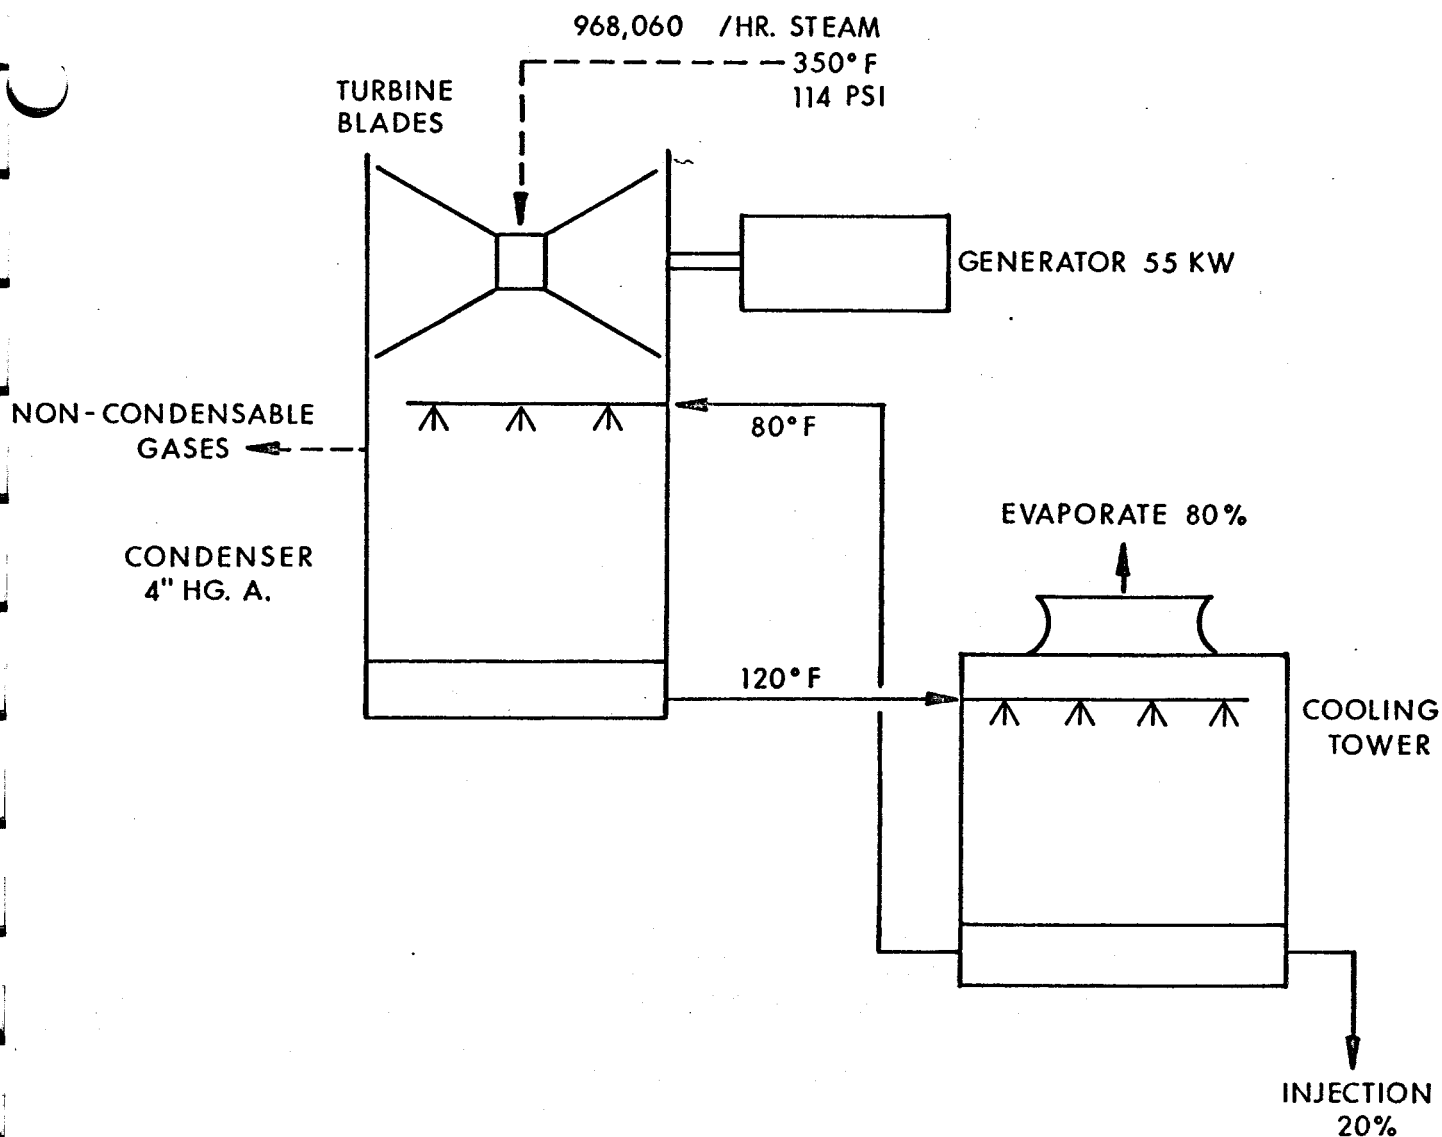 968,060 /HR. STEAM
350°F
114 PSI
TURBINE
BLADES
GENERATOR 55 KW
NON-CONDENSABLE
GASES
80°F
EVAPORATE 80%
CONDENSER
4" HG. A.
120°F
COOLING
TOWER
INJECTION
20%